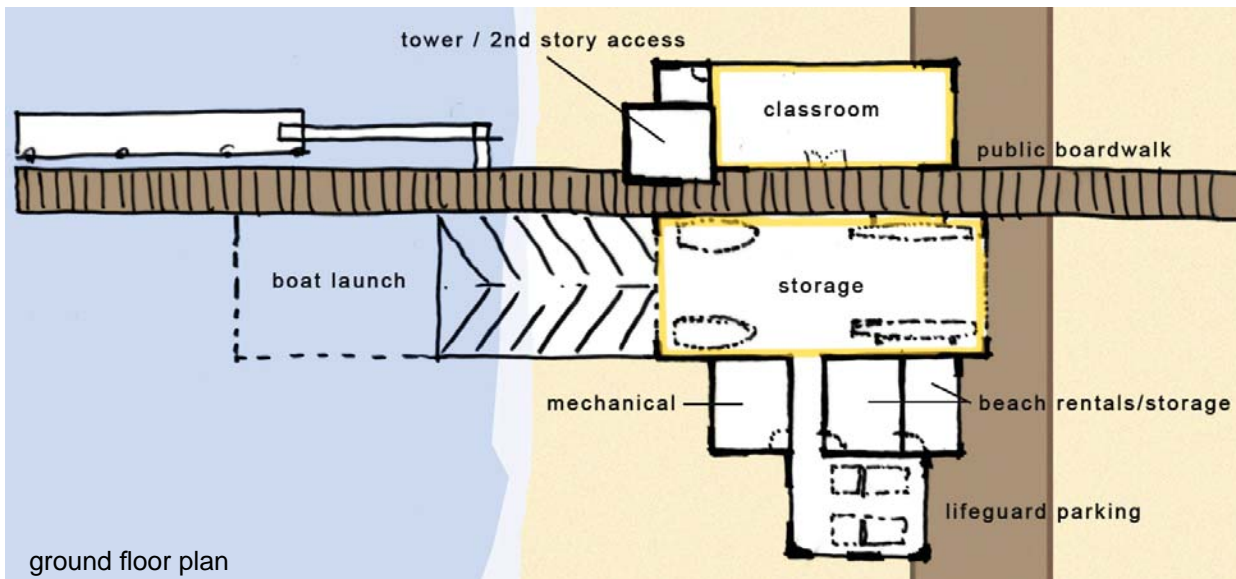 tower / 2nd story access
classroom
public boardwalk
boat launch
storage
mechanical
beach rentals/storage
lifeguard parking
ground floor plan